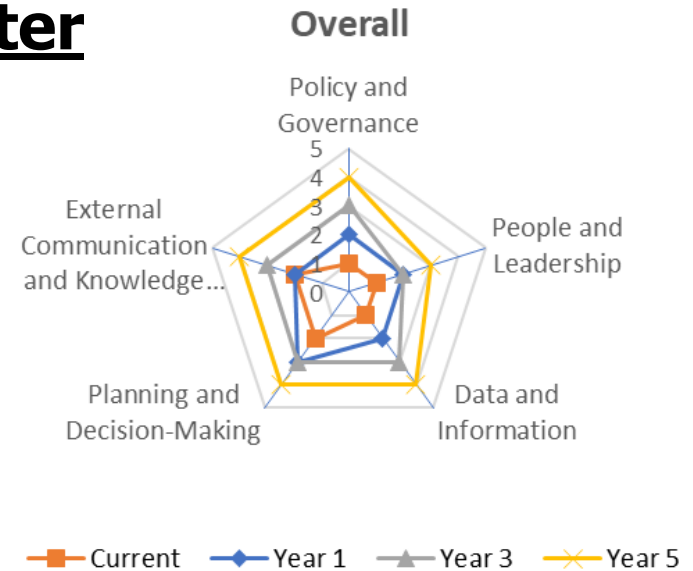 ter
Overall
Policy and
Governance
5
4
3
2
1
0
People and
Leadership
Data and
Information
Planning and
Decision-Making
External
Communication
and Knowledge...
Current
Year 1
Year 3
Year 5